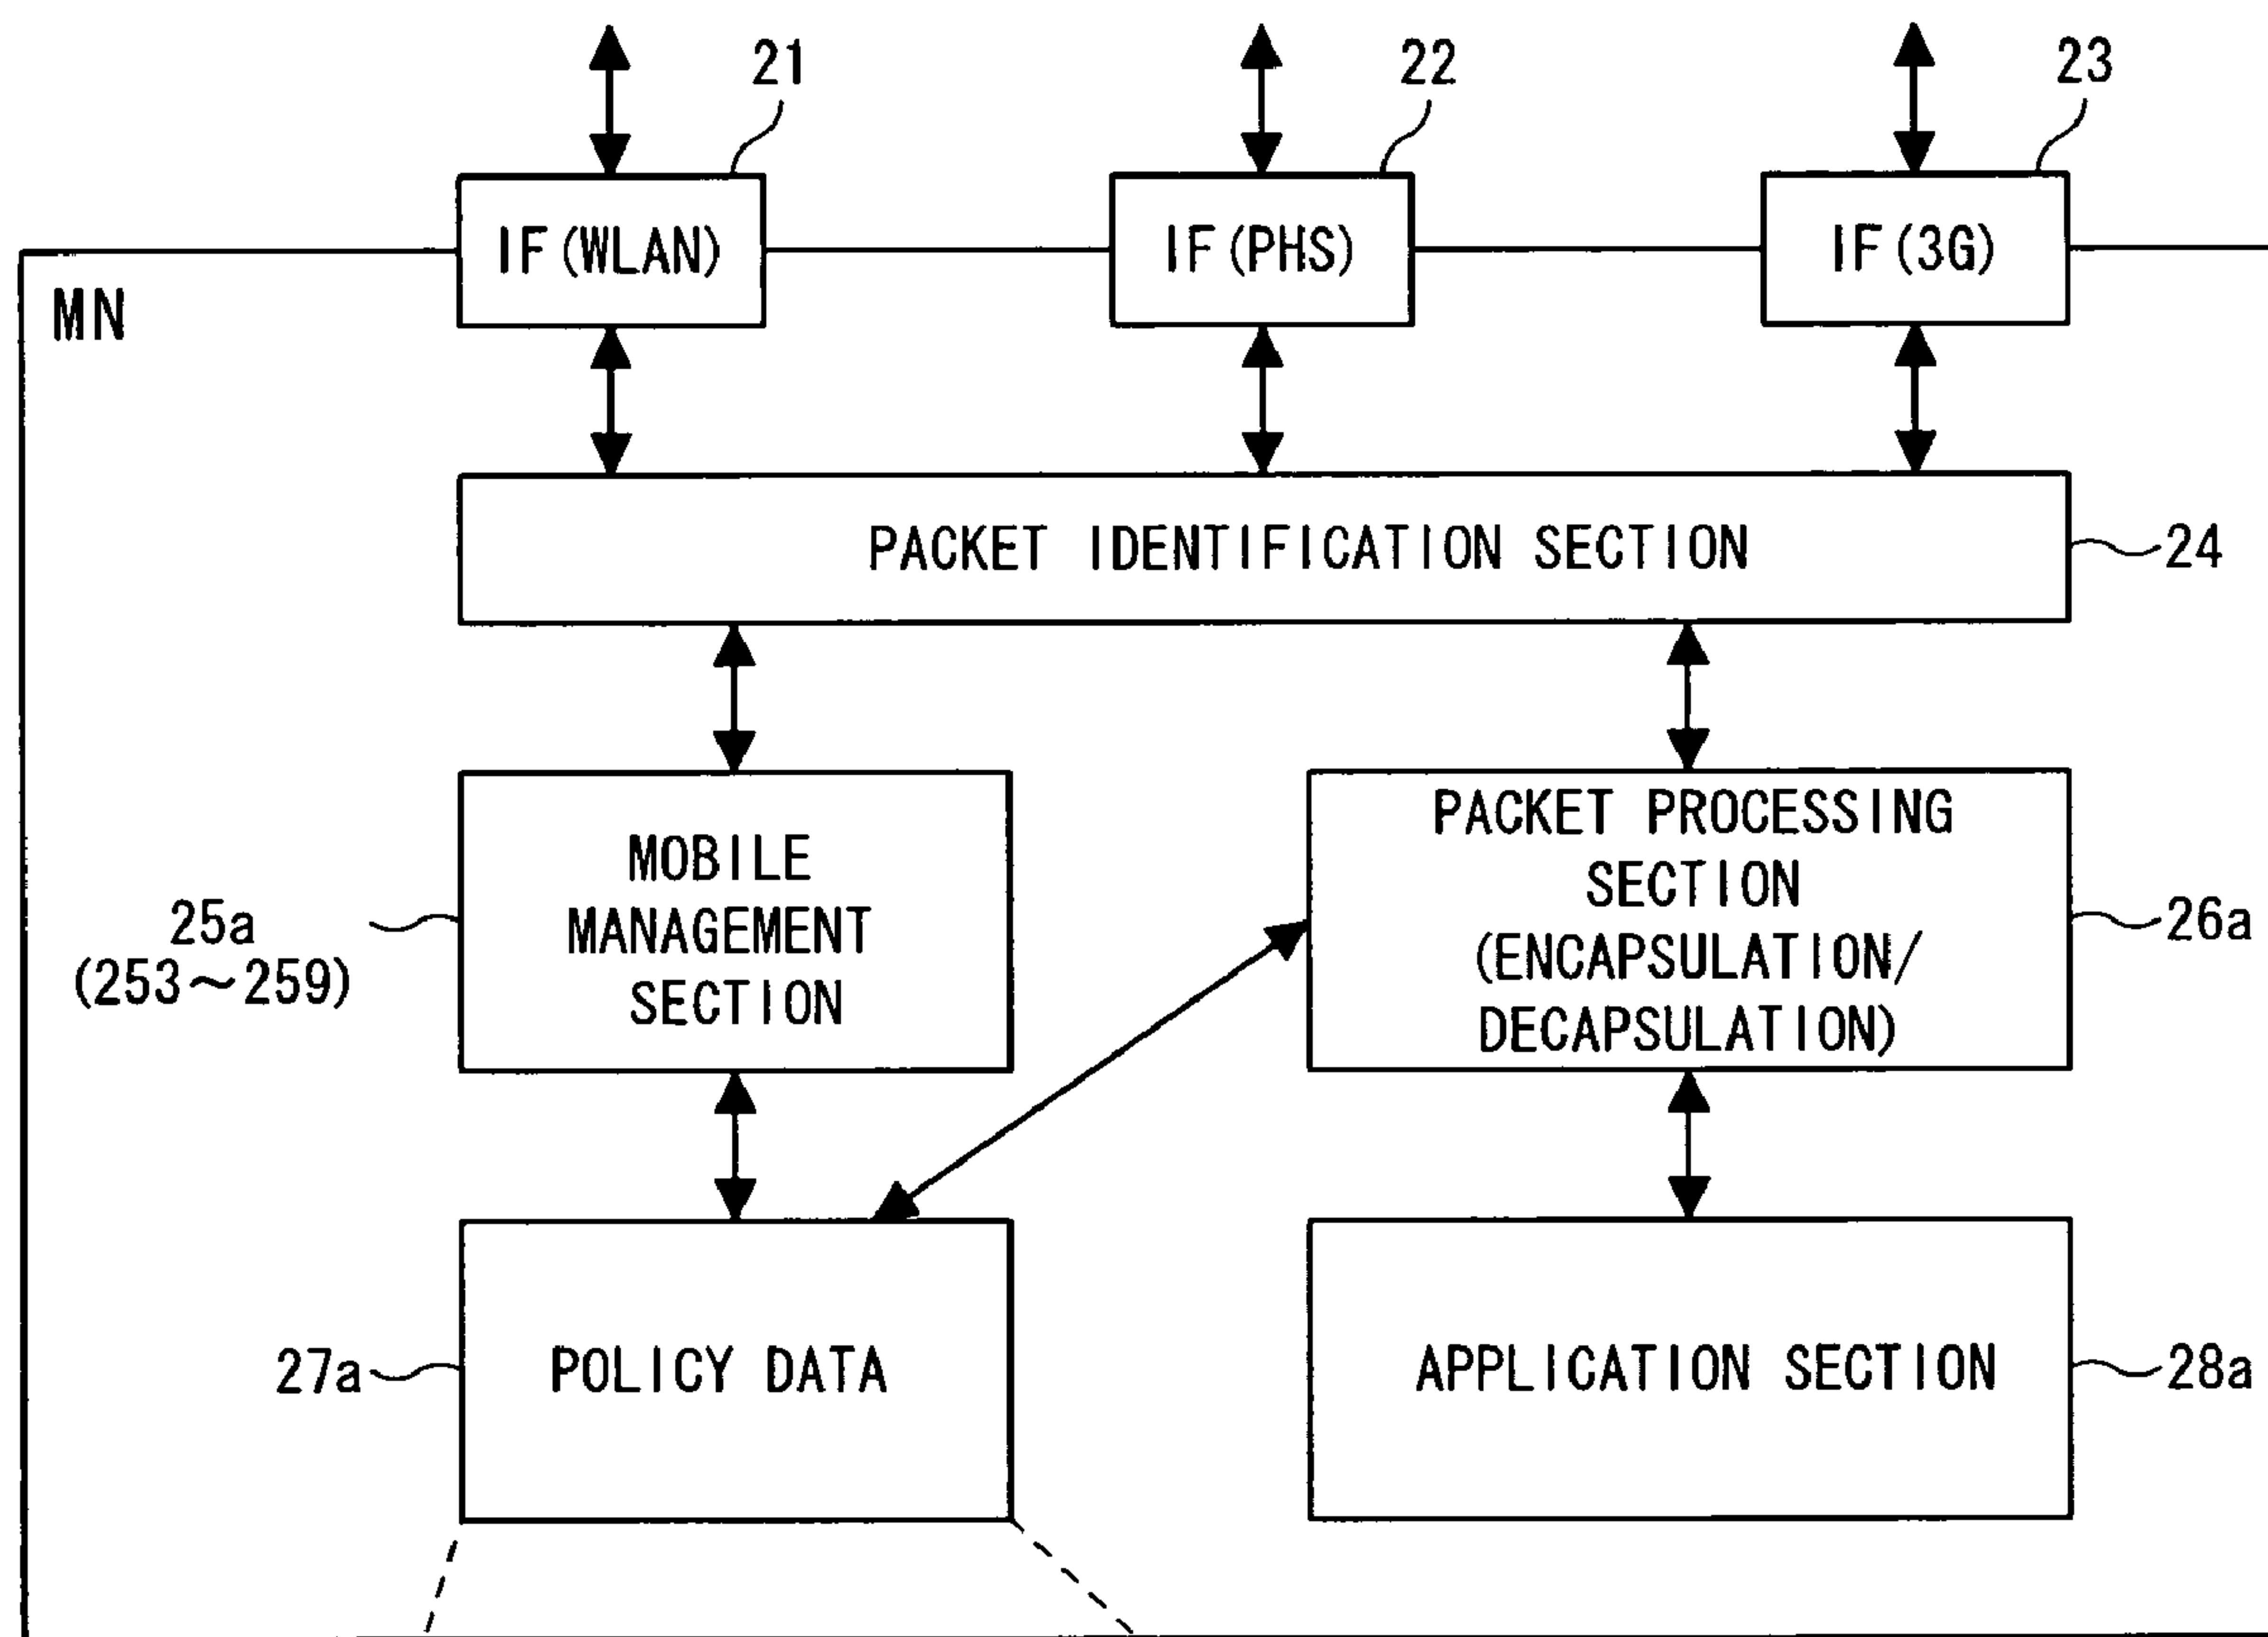 21
22
23
IF(WLAN)
IF(PHS)
IF(3G)
MN
PACKET IDENTIFICATION SECTION
24
MOBILE
MANAGEMENT
SECTION
25a
(253～259)
PACKET PROCESSING
SECTION
(ENCAPSULATION/
DECAPSULATION)
26a
27a
POLICY DATA
APPLICATION SECTION
28a